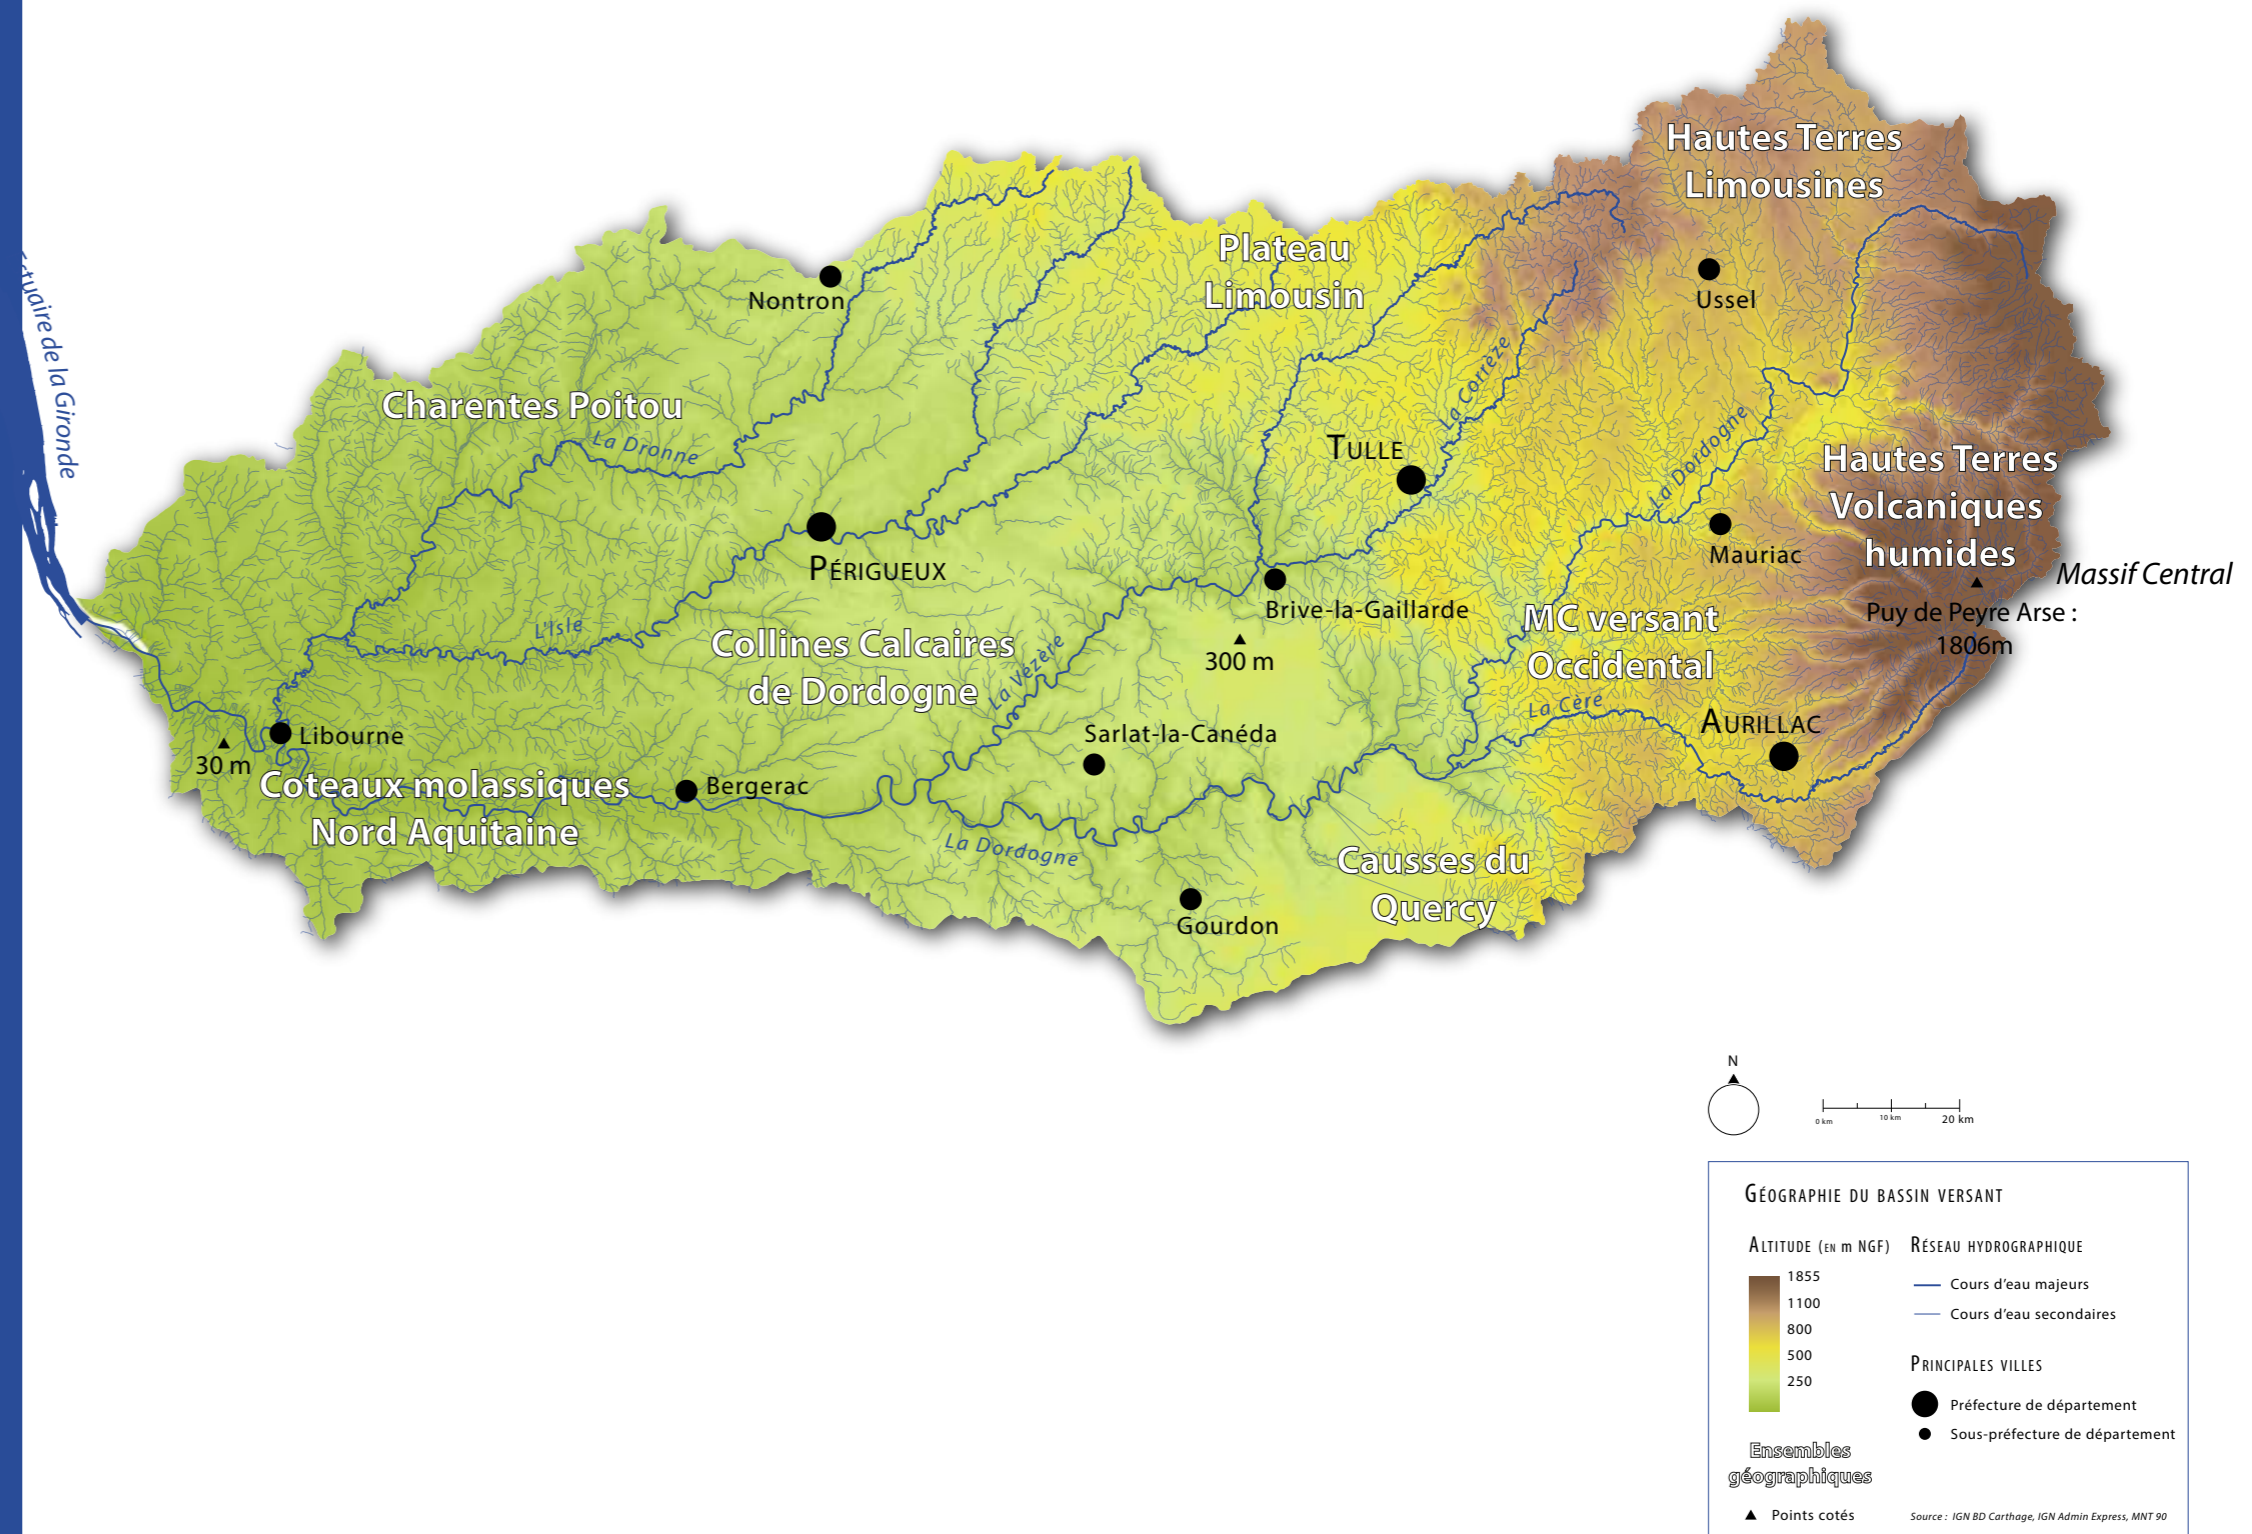 Hautes Terres
Limousines
Plateau
Limousin
Nontron
Ussel
Estuaire de la Gironde
Charentes Poitou
La Dronne
La Corrèze
TULLE
La Dordogne
Hautes Terres
Volcaniques
humides
Mauriac
PÉRIGUEUX
Massif Central
Brive-la-Gaillarde
Puy de Peyre Arse :
1806m
MC versant
Occidental
L'Isle
Collines Calcaires
de Dordogne
La Vézère
300 m
La Cère
AURILLAC
Sarlat-la-Canéda
Libourne
30 m
Coteaux molassiques
Nord Aquitaine
Bergerac
La Dordogne
Causses du
Quercy
Gourdon
N
0 km
10 km
20 km
GÉOGRAPHIE DU BASSIN VERSANT
ALTITUDE (EN m NGF)
1855
1100
800
500
250
Ensembles
géographiques
Points cotés
RÉSEAU HYDROGRAPHIQUE
Cours d'eau majeurs
Cours d'eau secondaires
PRINCIPALES VILLES
Préfecture de département
Sous-préfecture de département
Source : IGN BD Carthage, IGN Admin Express, MNT 90